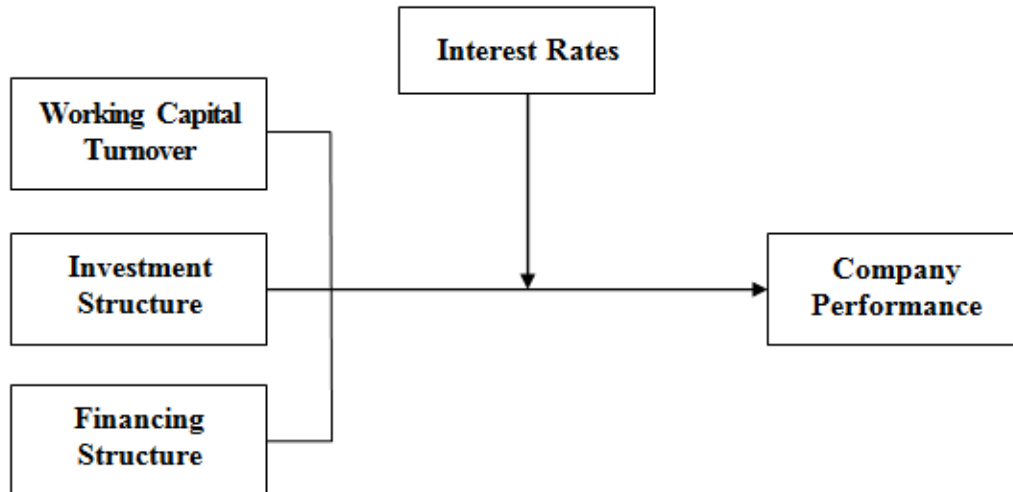 Interest Rates
Working Capital
Turnover
Investment
Structure
Company
Performance
Financing
Structure